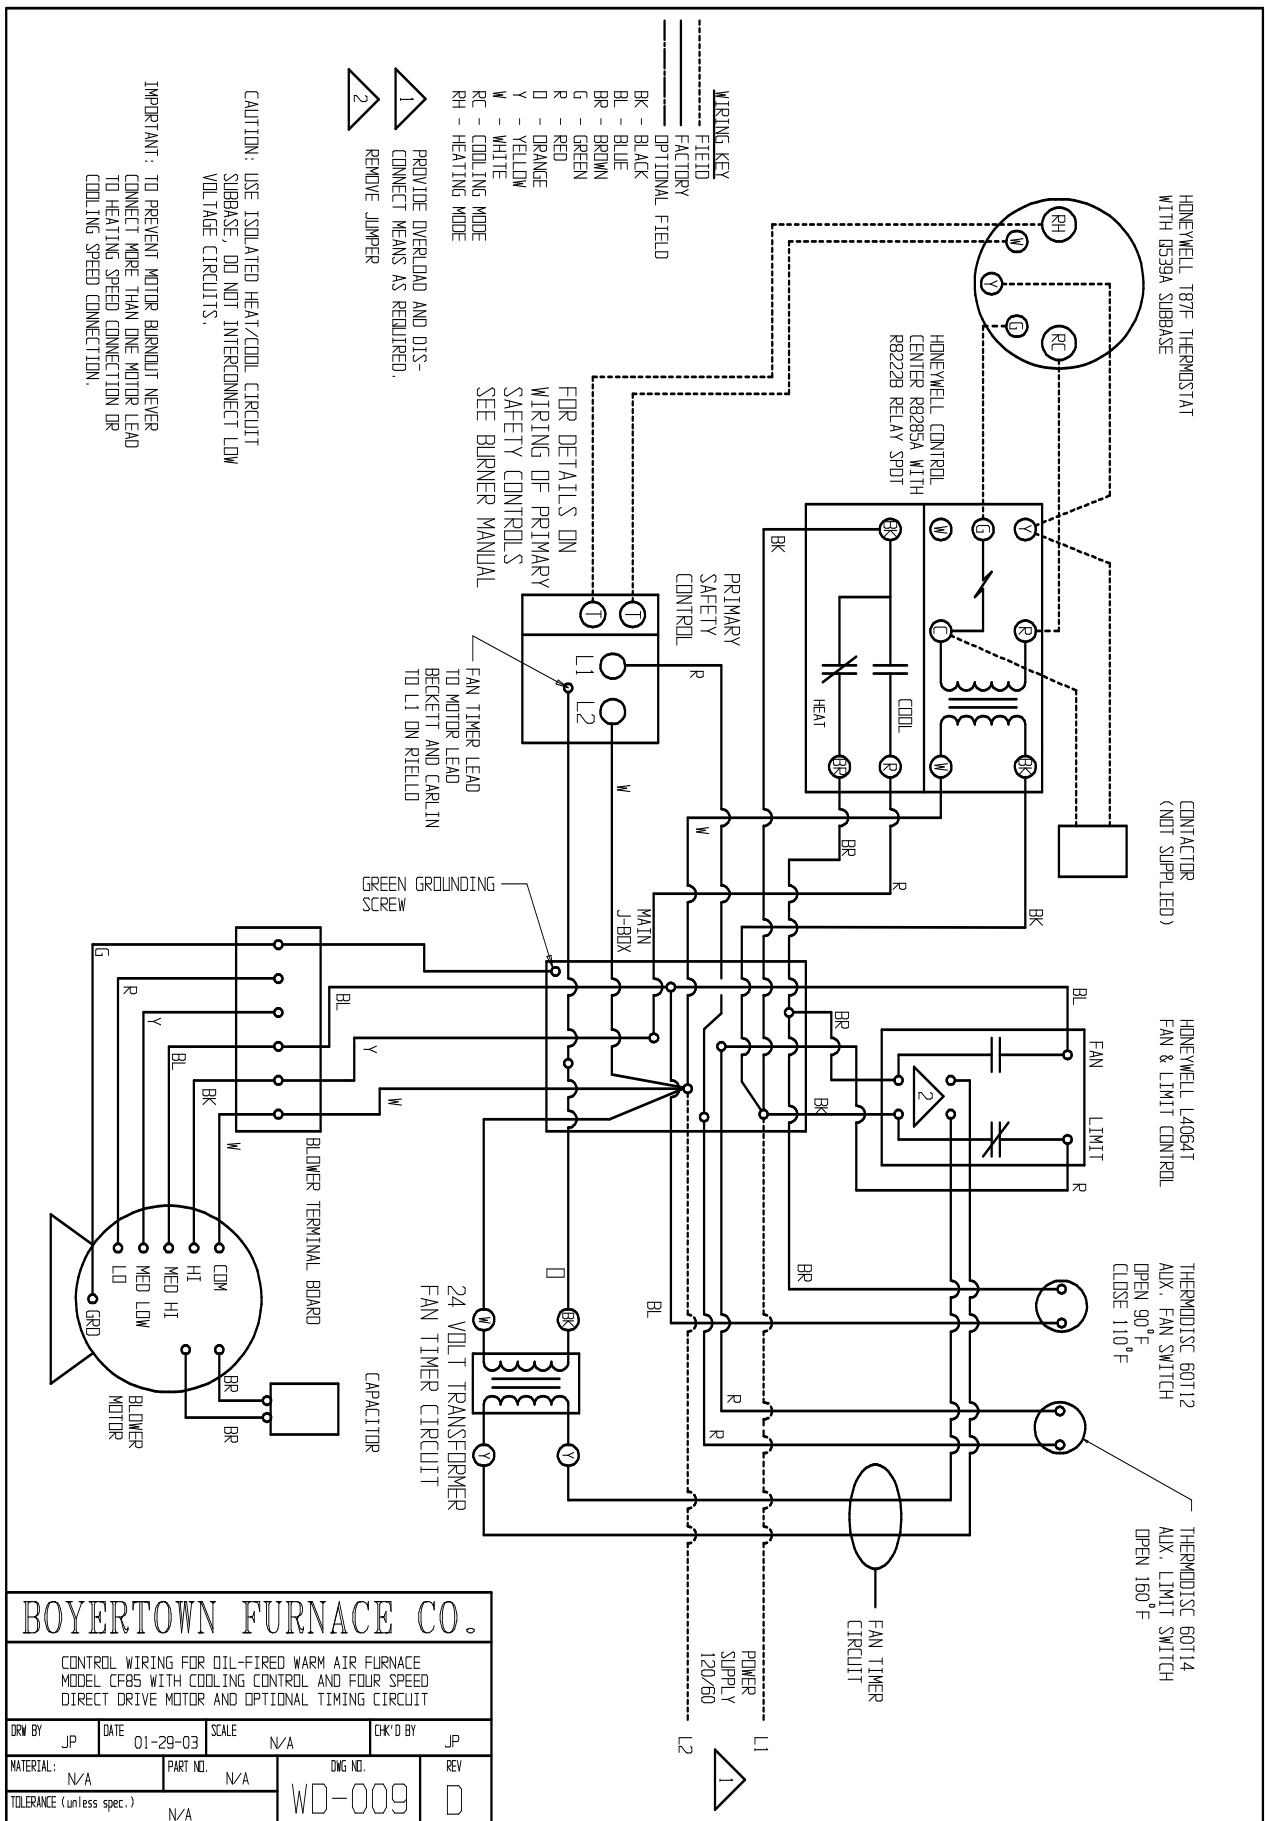 HONEYWELL T87F THERMOSTAT
WITH Q539A SUBBASE
RH
W
Y
G
RC
WIRING KEY
FIEID
FACTORY
OPTIONAL FIELD
BK - BLACK
BL - BLUE
BR - BROWN
G - GREEN
R - RED
O - ORANGE
Y - YELLOW
W - WHITE
RC - COOLING MODE
RH - HEATING MODE
1
PROVIDE OVERLOAD AND DIS-
CONNECT MEANS AS REQUIRED.
2
REMOVE JUMPER
CAUTION: USE ISOLATED HEAT/COOL CIRCUIT
SUBBASE, DO NOT INTERCONNECT LOW
VOLTAGE CIRCUITS.
IMPORTANT: TO PREVENT MOTOR BURNOUT NEVER
CONNECT MORE THAN ONE MOTOR LEAD
TO HEATING SPEED CONNECTION OR
COOLING SPEED CONNECTION.
HONEYWELL CONTROL
CENTER R8285A WITH
R8222B RELAY SPDT
Y
G
W
BK
R
C
COOL
HEAT
BK
W
R
BR
BK
FOR DETAILS ON
WIRING OF PRIMARY
SAFETY CONTROLS
SEE BURNER MANUAL
PRIMARY
SAFETY
CONTROL
T
T
L1
L2
R
W
FAN TIMER LEAD
TO MOTOR LEAD
BECKETT AND CARLIN
TO L1 ON RIELLO
CONTACTOR
(NOT SUPPLIED)
BK
R
BR
W
MAIN
J-BOX
GREEN GROUNDING
SCREW
HONEYWELL L4064T
FAN & LIMIT CONTROL
BL
FAN
LIMIT
R
2
BR
BK
G
R
Y
BL
BK
W
BL
Y
W
BLOWER TERMINAL BOARD
COM
HI
MED HI
MED LOW
LO
GRD
BLOWER
MOTOR
BR
BR
CAPACITOR
THERMODISC 60T12
AUX. FAN SWITCH
OPEN 90°F
CLOSE 110°F
BR
BL
THERMODISC 60T14
AUX. LIMIT SWITCH
OPEN 160°F
R
R
O
BK
W
Y
Y
24 VOLT TRANSFORMER
FAN TIMER CIRCUIT
FAN TIMER
CIRCUIT
POWER
SUPPLY
120/60
L1
L2
1
BOYERTOWN FURNACE CO.
CONTROL WIRING FOR OIL-FIRED WARM AIR FURNACE
MODEL CF85 WITH COOLING CONTROL AND FOUR SPEED
DIRECT DRIVE MOTOR AND OPTIONAL TIMING CIRCUIT
DRW BY JP DATE 01-29-03 SCALE N/A CHK'D BY JP
MATERIAL: N/A PART NO. N/A DWG NO. WD-009 REV D
TOLERANCE (unless spec.) N/A